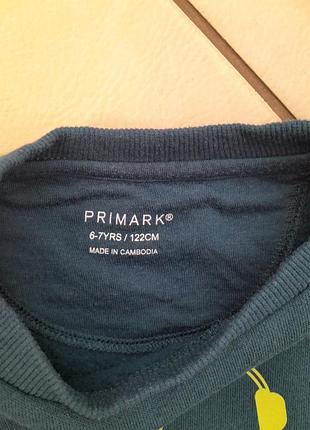 PRIMARK®
6-7YRS / 122CM
MADE IN CAMBODIA